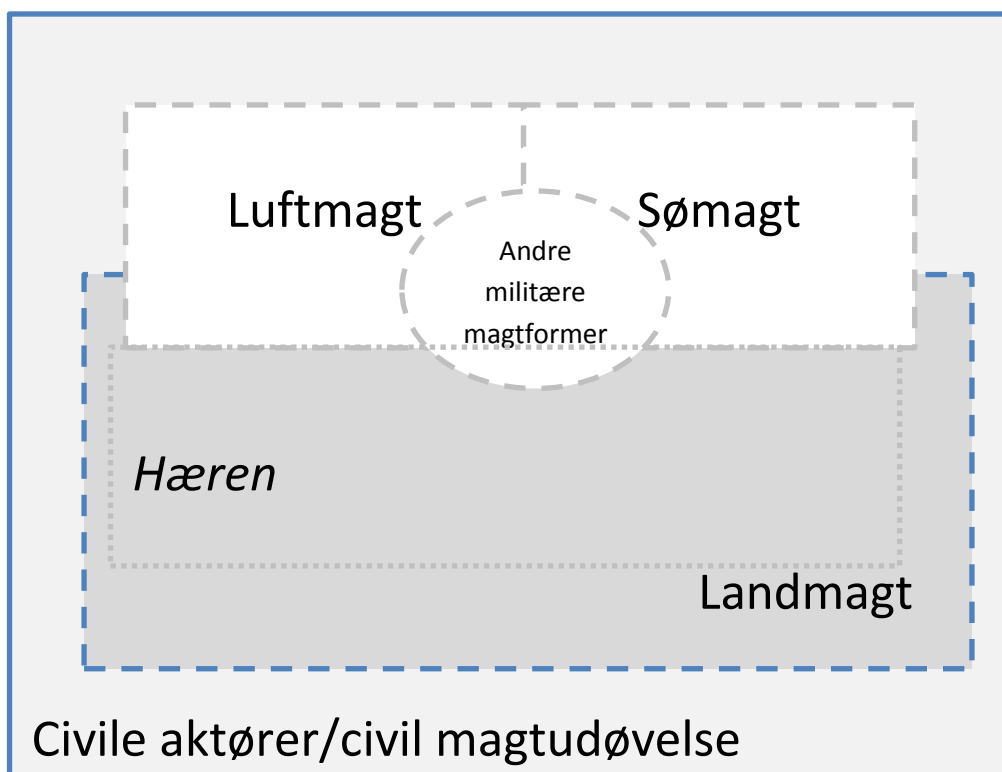 Luftmagt
Sømagt
Andre
militære
magtformer
Hæren
Landmagt
Civile aktører/civil magtudøvelse